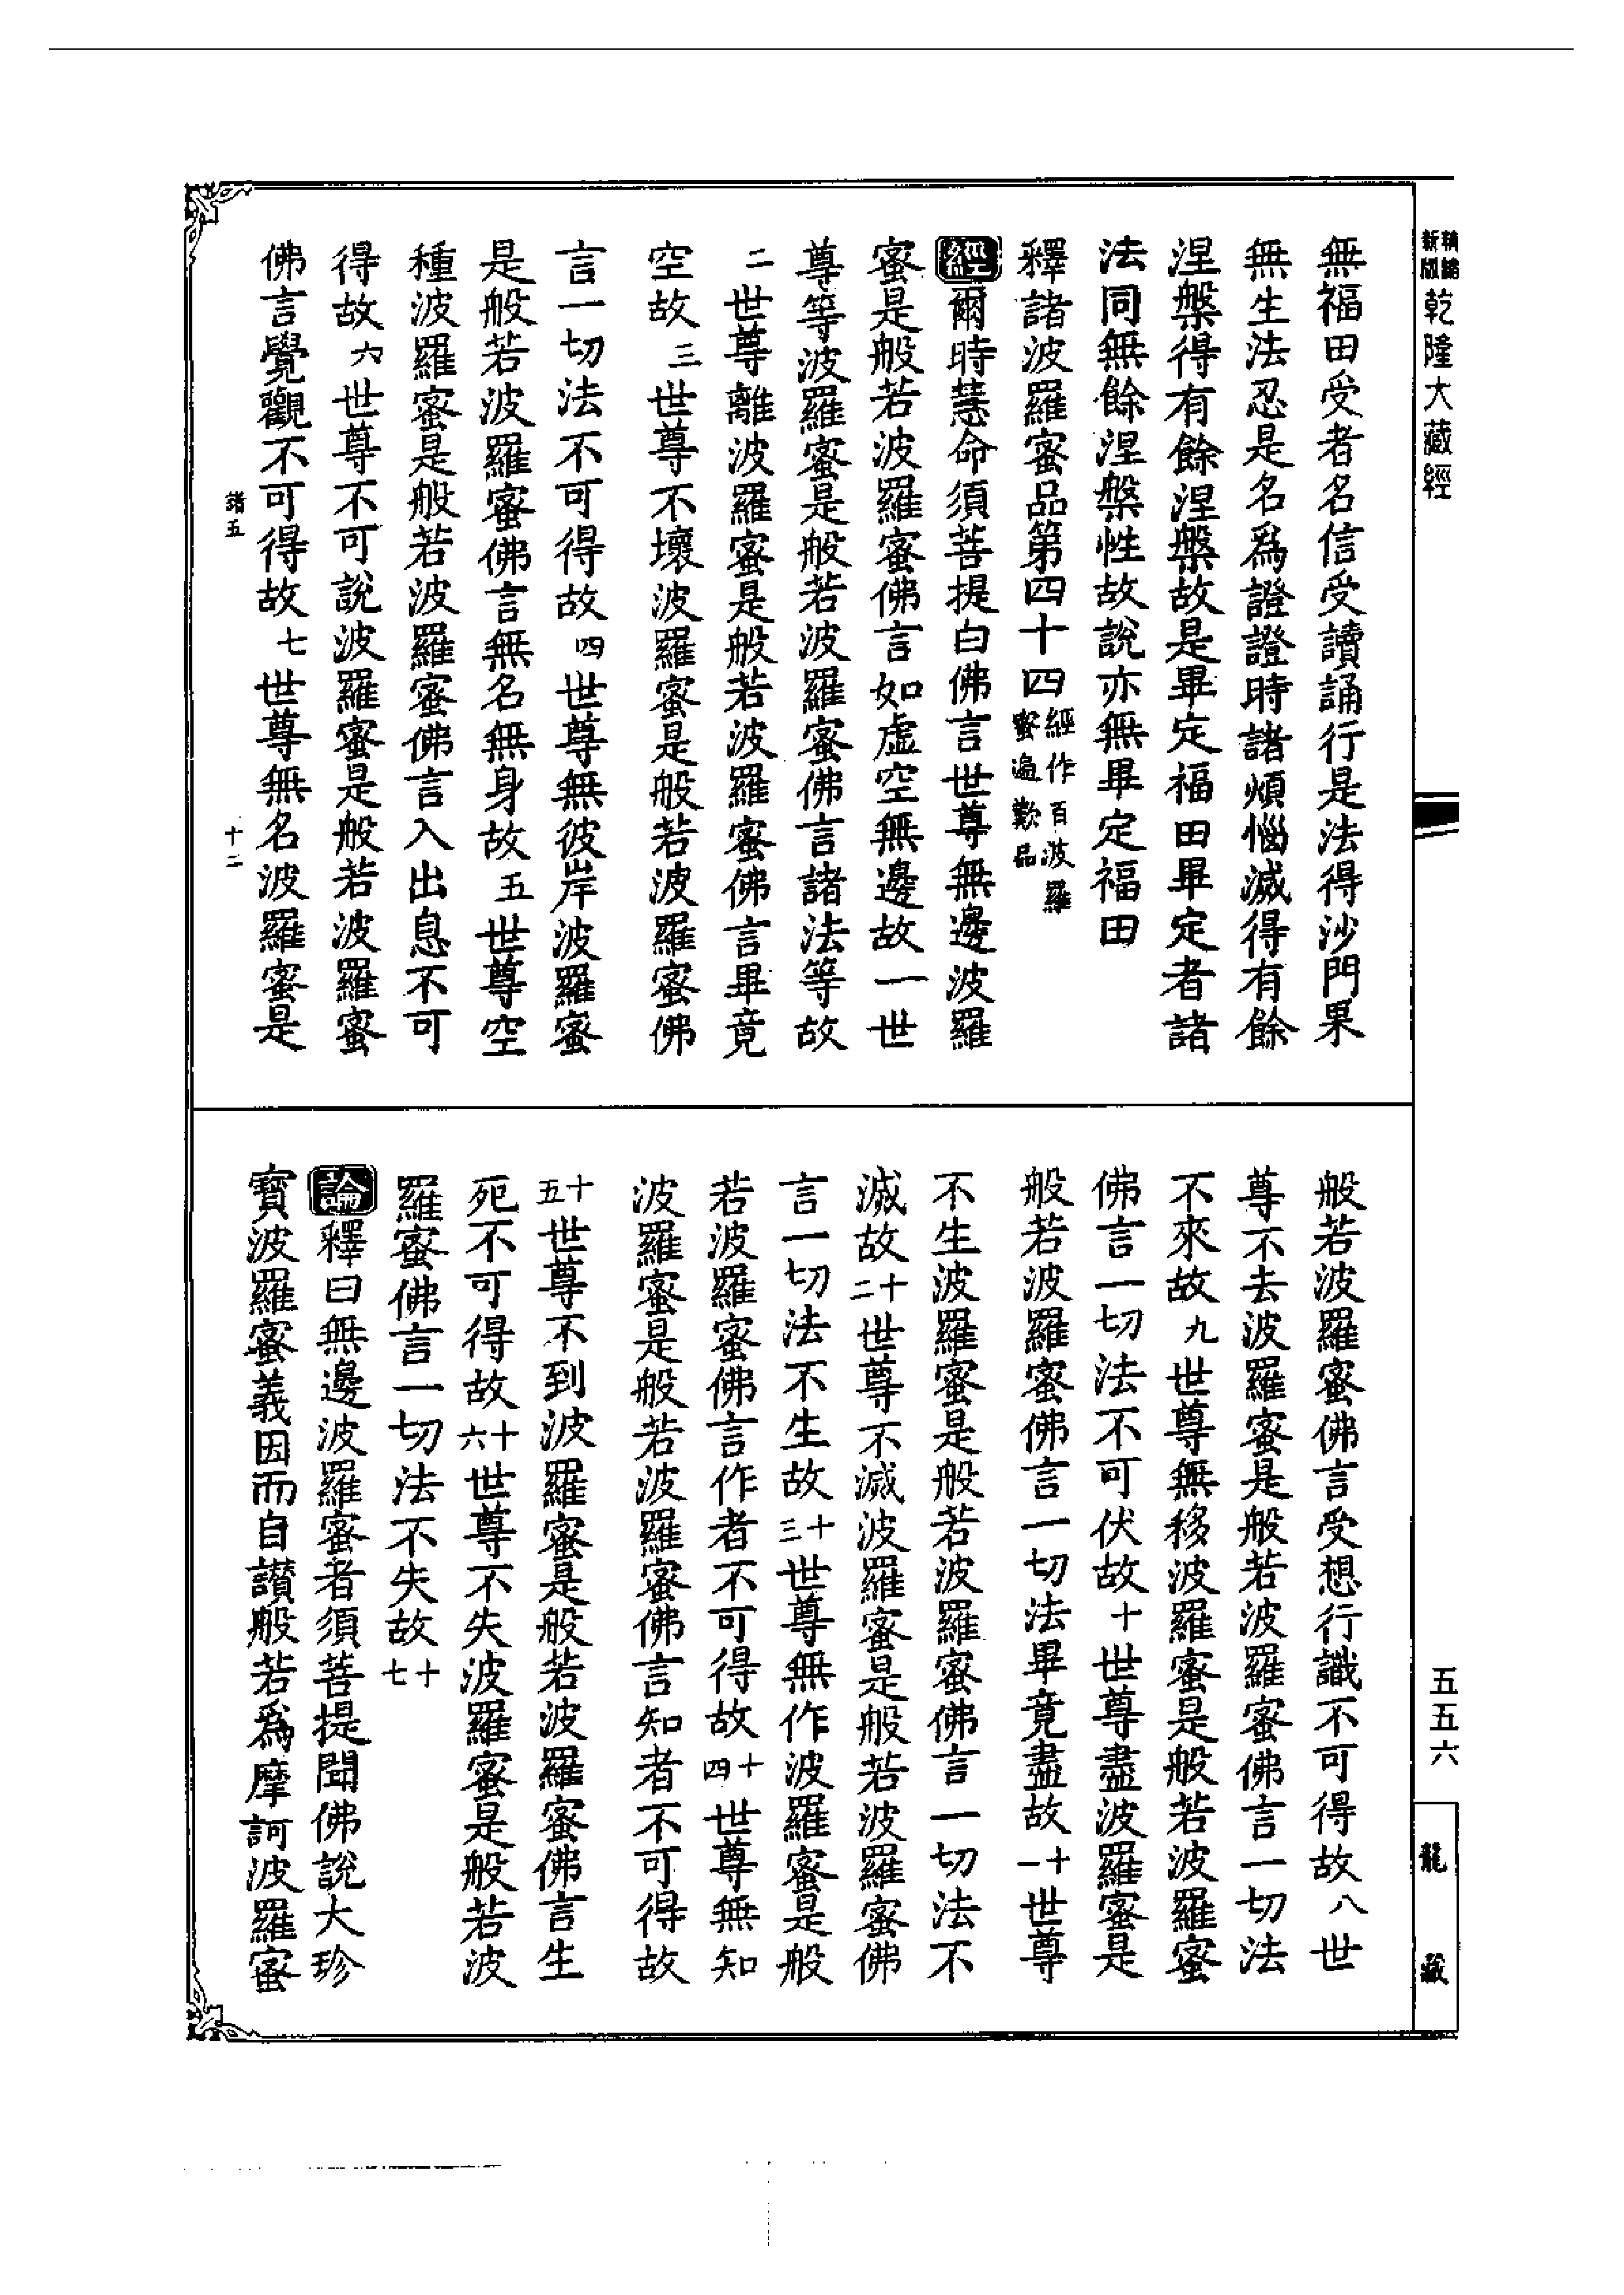 精縮新版乾隆大藏經
五五六
龍藏
無福田受者名信受讀誦行是法得沙門果
無生法忍是名爲證證時諸煩惱滅得有餘
涅槃得有餘涅槃故是畢定福田畢定者諸
法同無餘涅槃性故說亦無畢定福田
釋諸波羅蜜品第四十四經作百波羅蜜遍歎品
經爾時慧命須菩提白佛言世尊無邊波羅
蜜是般若波羅蜜佛言如虛空無邊故一世
尊等波羅蜜是般若波羅蜜佛言諸法等故
二世尊離波羅蜜是般若波羅蜜佛言畢竟
空故三世尊不壞波羅蜜是般若波羅蜜佛
言一切法不可得故四世尊無彼岸波羅蜜
是般若波羅蜜佛言無名無身故五世尊空
種波羅蜜是般若波羅蜜佛言入出息不可
得故六世尊不可說波羅蜜是般若波羅蜜
佛言覺觀不可得故七世尊無名波羅蜜是
諸五 十二
般若波羅蜜佛言受想行識不可得故八世
尊不去波羅蜜是般若波羅蜜佛言一切法
不來故九世尊無移波羅蜜是般若波羅蜜
佛言一切法不可伏故十世尊盡波羅蜜是
般若波羅蜜佛言一切法畢竟盡故十一世尊
不生波羅蜜是般若波羅蜜佛言一切法不
滅故十二世尊不滅波羅蜜是般若波羅蜜佛
言一切法不生故十三世尊無作波羅蜜是般
若波羅蜜佛言作者不可得故十四世尊無知
波羅蜜是般若波羅蜜佛言知者不可得故
十五世尊不到波羅蜜是般若波羅蜜佛言生
死不可得故十六世尊不失波羅蜜是般若波
羅蜜佛言一切法不失故十七
論釋曰無邊波羅蜜者須菩提聞佛說大珍
寶波羅蜜義因而自讚般若爲摩訶波羅蜜